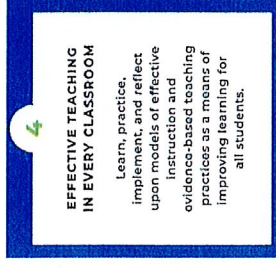 4
EFFECTIVE TEACHING
IN EVERY CLASSROOM
Learn, practice,
implement, and reflect
upon models of effective
instruction and
evidence-based teaching
practices as a means of
improving learning for
all students.